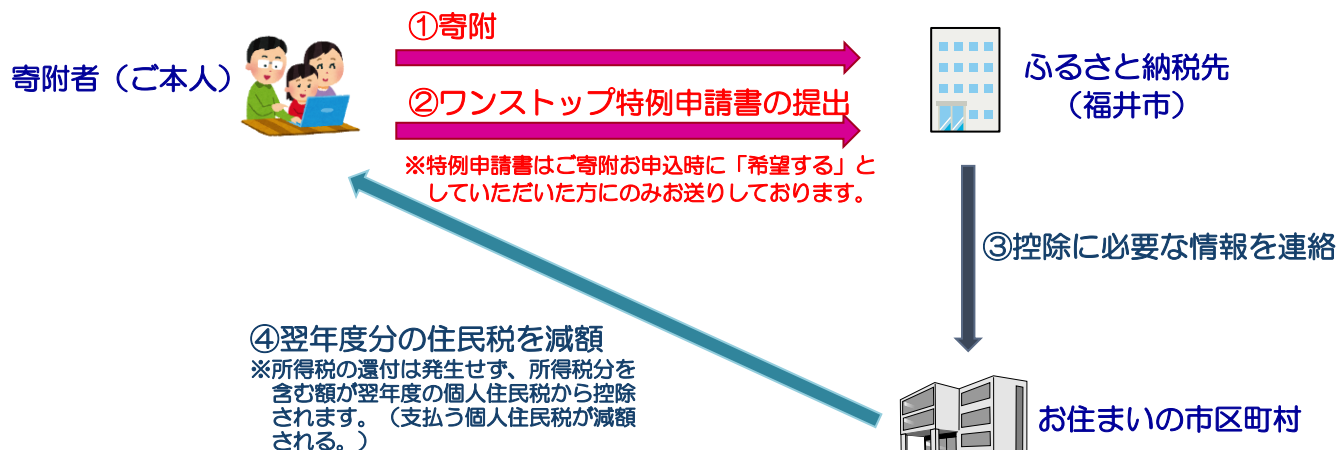 ①寄附
寄附者（ご本人）
ふるさと納税先
（福井市）
②ワンストップ特例申請書の提出
※特例申請書はご寄附お申込時に「希望する」と
していただいた方にのみお送りしております。
③控除に必要な情報を連絡
④翌年度分の住民税を減額
※所得税の還付は発生せず、所得税分を
含む額が翌年度の個人住民税から控除
されます。（支払う個人住民税が減額
される。）
お住まいの市区町村